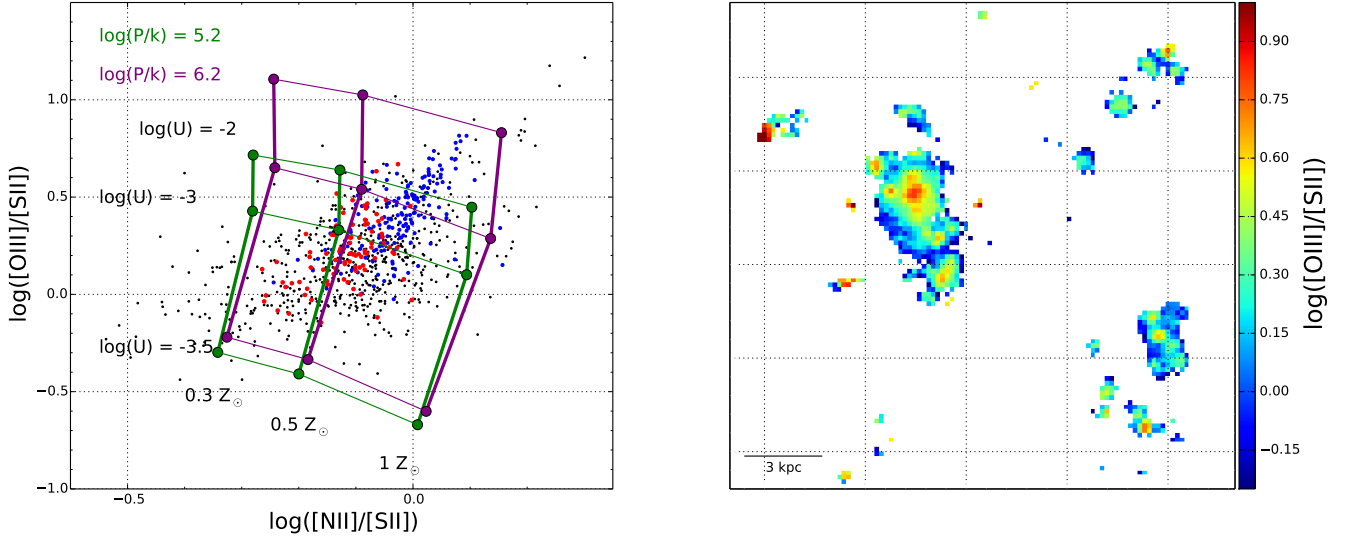 log(P/k) = 5.2
log(P/k) = 6.2
log(U) = -2
log(U) = -3
log(U) = -3.5
0.3 Z☉
0.5 Z☉
1 Z☉
1.0
0.5
0.0
−0.5
−1.0
−0.5
0.0
log([OIII]/[SII])
log([NII]/[SII])
3 kpc
0.90
0.75
0.60
0.45
0.30
0.15
0.00
−0.15
log([OIII]/[SII])